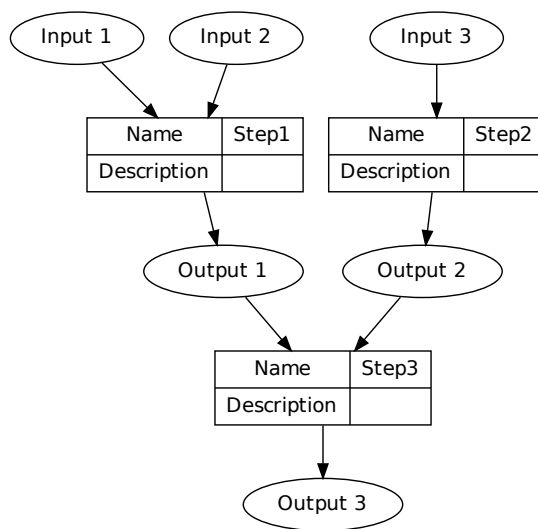 Input 1
Input 2
Input 3
Name Step1
Description
Name Step2
Description
Output 1
Output 2
Name Step3
Description
Output 3